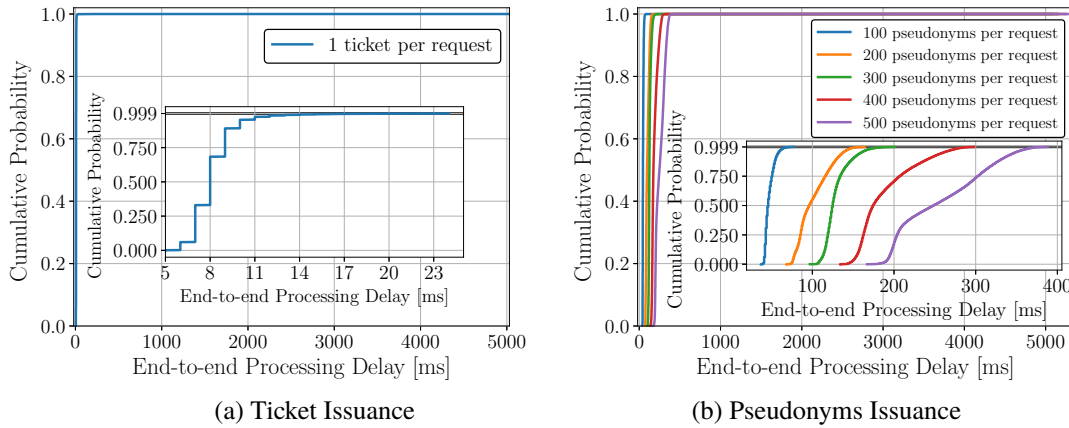 1.0
0.8
0.6
0.4
0.2
0.0
Cumulative Probability
1 ticket per request
0.999
0.750
0.500
0.250
0.000
Cumulative Probability
5 8 11 14 17 20 23
End-to-end Processing Delay [ms]
0 1000 2000 3000 4000 5000
End-to-end Processing Delay [ms]
(a) Ticket Issuance
1.0
0.8
0.6
0.4
0.2
0.0
Cumulative Probability
100 pseudonyms per request
200 pseudonyms per request
300 pseudonyms per request
400 pseudonyms per request
500 pseudonyms per request
0.999
0.750
0.500
0.250
0.000
Cumulative Probability
100 200 300 400
End-to-end Processing Delay [ms]
0 1000 2000 3000 4000 5000
End-to-end Processing Delay [ms]
(b) Pseudonyms Issuance